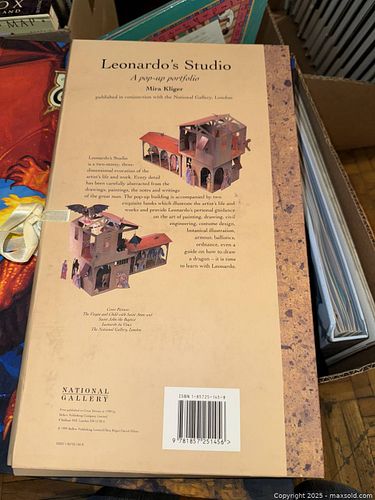 OX
MAP
Leonardo's Studio
A pop-up portfolio
Mira Kliger
published in conjunction with the National Gallery, London
Leonardo's Studio
is a two-storey, three-
dimensional evocation of the
artist's life and work. Every detail
has been carefully abstracted from the
drawings, paintings, the notes and writings
of the great man. The pop-up building is accompanied by two
exquisite books which illustrate the artist's life and
works and provide Leonardo's personal guidance
on the art of painting, drawing, civil
engineering, costume design,
botanical illustration,
armour, ballistics,
ordnance, even a
guide on how to draw
a dragon – it is time
to learn with Leonardo.
Cover Picture:
The Virgin and Child with Saint Anne and
Saint John the Baptist
Leonardo da Vinci
The National Gallery, London
NATIONAL
GALLERY
ISBN 1-85725-145-6
9 781857 251456 >
Copyright 2025 - maxsold.com